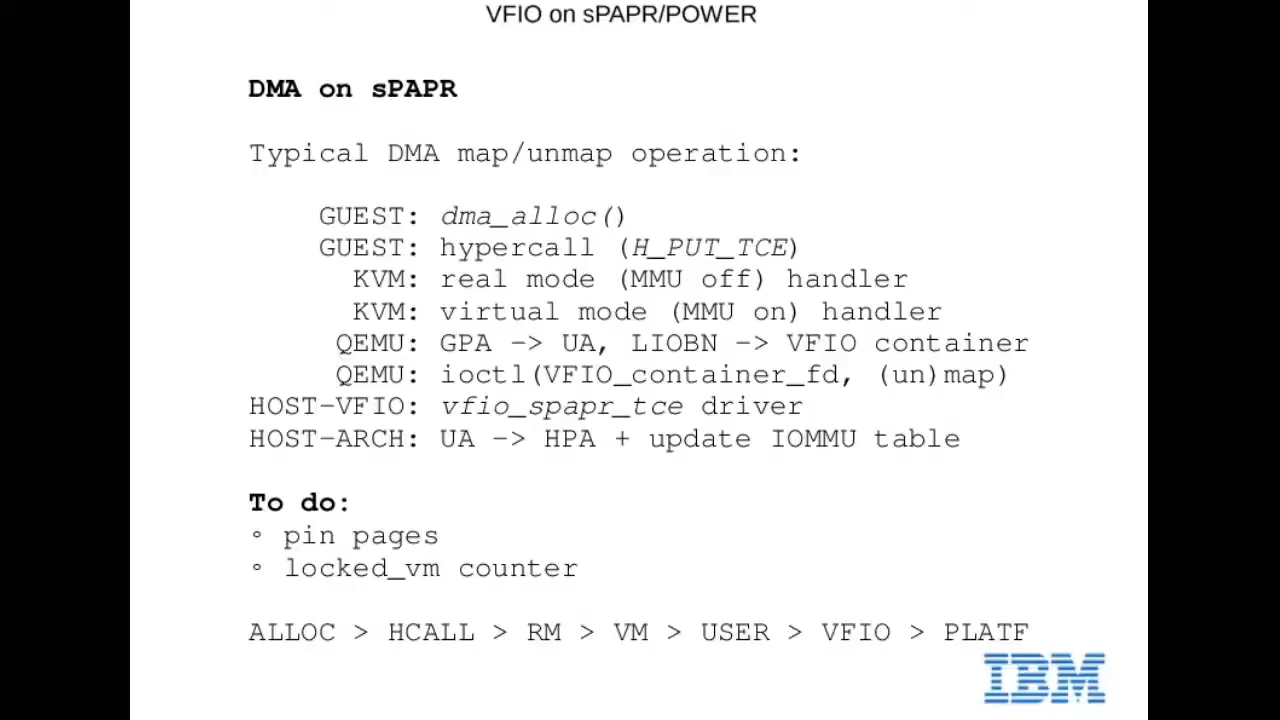 VFIO on sPAPR/POWER
DMA on sPAPR
Typical DMA map/unmap operation:
GUEST: dma_alloc()
GUEST: hypercall (H_PUT_TCE)
KVM: real mode (MMU off) handler
KVM: virtual mode (MMU on) handler
QEMU: GPA -> UA, LIOBN -> VFIO container
QEMU: ioctl(VFIO_container_fd, (un)map)
HOST-VFIO: vfio_spapr_tce driver
HOST-ARCH: UA -> HPA + update IOMMU table
To do:
∘ pin pages
∘ locked_vm counter
ALLOC > HCALL > RM > VM > USER > VFIO > PLATF
IBM